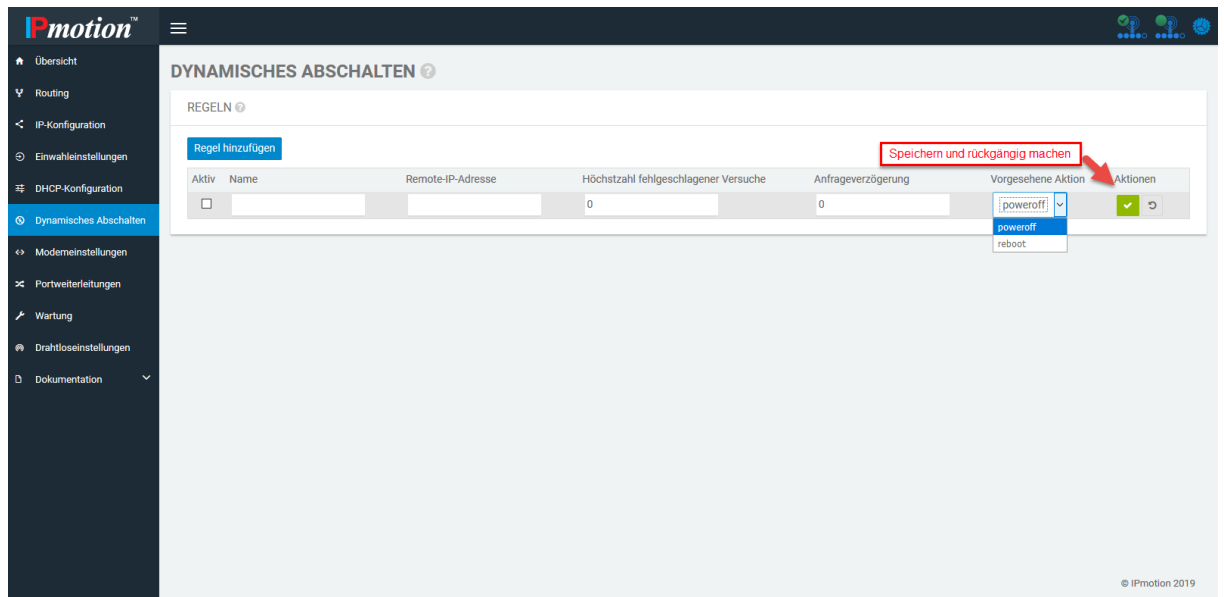 IPmotion™
Übersicht
Routing
IP-Konfiguration
Einwahleinstellungen
DHCP-Konfiguration
Dynamisches Abschalten
Modemeinstellungen
Portweiterleitungen
Wartung
Drahtloseinstellungen
Dokumentation
DYNAMISCHES ABSCHALTEN ?
REGELN ?
Regel hinzufügen
Speichern und rückgängig machen
Aktiv Name Remote-IP-Adresse Höchstzahl fehlgeschlagener Versuche Anfrageverzögerung Vorgesehene Aktion Aktionen
0 0 poweroff
poweroff
reboot
© IPmotion 2019